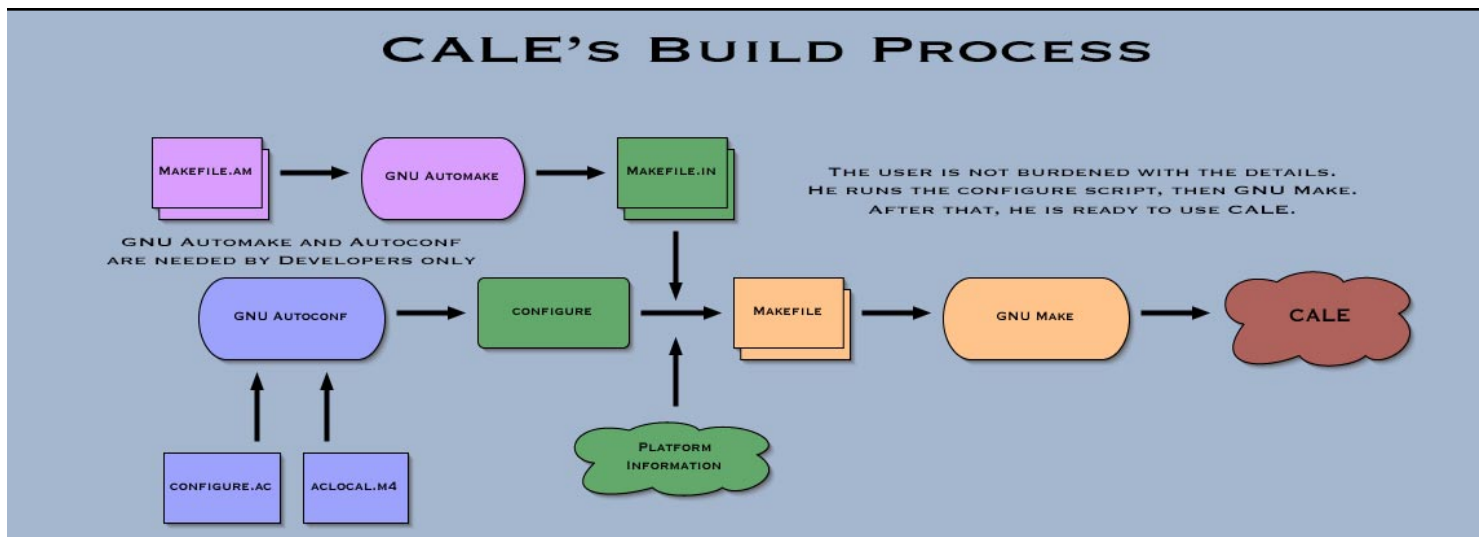 CALE's Build Process
Makefile.am
GNU Automake
Makefile.in
The user is not burdened with the details.
He runs the configure script, then GNU Make.
After that, he is ready to use CALE.
GNU Automake and Autoconf
are needed by Developers only
GNU Autoconf
configure
Makefile
GNU Make
CALE
Platform
Information
configure.ac
aclocal.m4